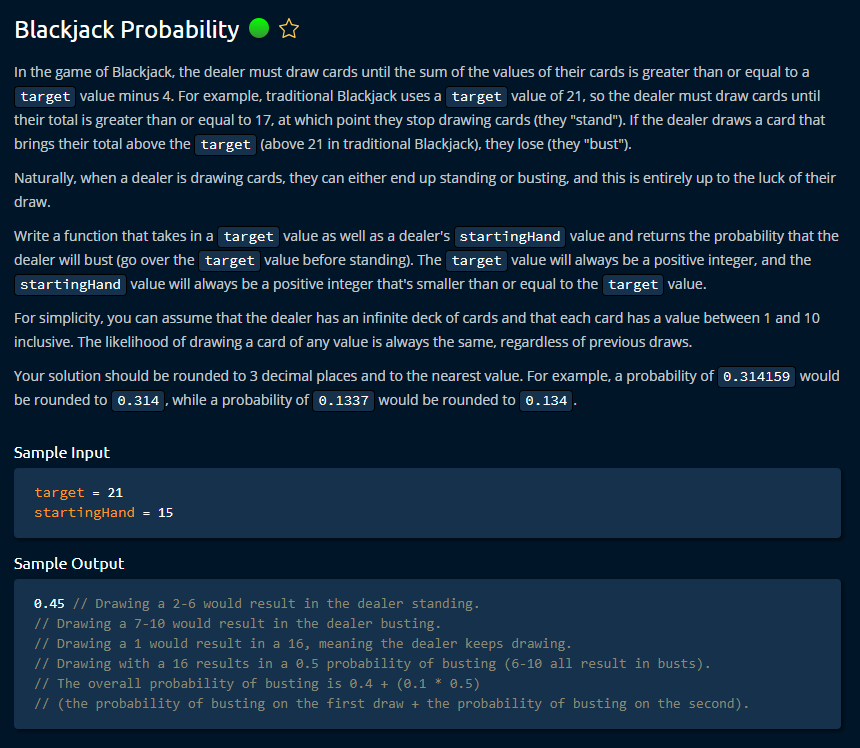 Blackjack Probability
In the game of Blackjack, the dealer must draw cards until the sum of the values of their cards is greater than or equal to a
target value minus 4. For example, traditional Blackjack uses a target value of 21, so the dealer must draw cards until
their total is greater than or equal to 17, at which point they stop drawing cards (they "stand"). If the dealer draws a card that
brings their total above the target (above 21 in traditional Blackjack), they lose (they "bust").
Naturally, when a dealer is drawing cards, they can either end up standing or busting, and this is entirely up to the luck of their
draw.
Write a function that takes in a target value as well as a dealer's startingHand value and returns the probability that the
dealer will bust (go over the target value before standing). The target value will always be a positive integer, and the
startingHand value will always be a positive integer that's smaller than or equal to the target value.
For simplicity, you can assume that the dealer has an infinite deck of cards and that each card has a value between 1 and 10
inclusive. The likelihood of drawing a card of any value is always the same, regardless of previous draws.
Your solution should be rounded to 3 decimal places and to the nearest value. For example, a probability of 0.314159 would
be rounded to 0.314, while a probability of 0.1337 would be rounded to 0.134.
Sample Input
target = 21
startingHand = 15
Sample Output
0.45 // Drawing a 2-6 would result in the dealer standing.
// Drawing a 7-10 would result in the dealer busting.
// Drawing a 1 would result in a 16, meaning the dealer keeps drawing.
// Drawing with a 16 results in a 0.5 probability of busting (6-10 all result in busts).
// The overall probability of busting is 0.4 + (0.1 * 0.5)
// (the probability of busting on the first draw + the probability of busting on the second).